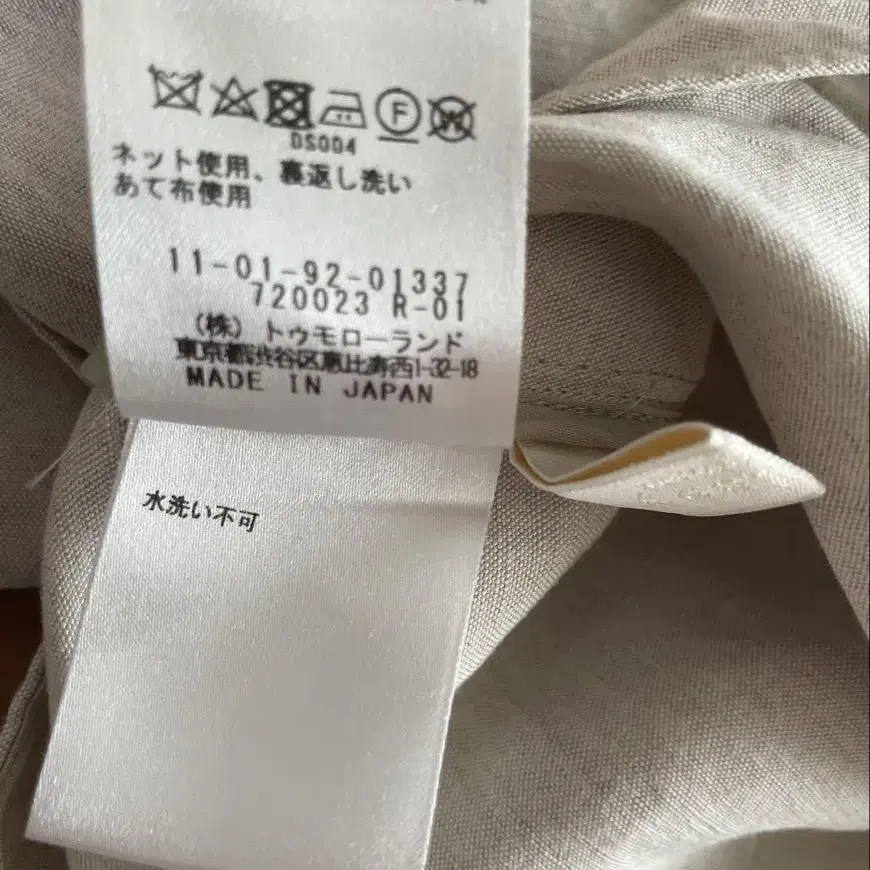 F
W
DS004
ネット使用、裏返し洗い
あて布使用
11-01-92-01337
720023 R-01
(株) トゥモローランド
東京都渋谷区恵比寿西1-32-18
MADE IN JAPAN
水洗い不可